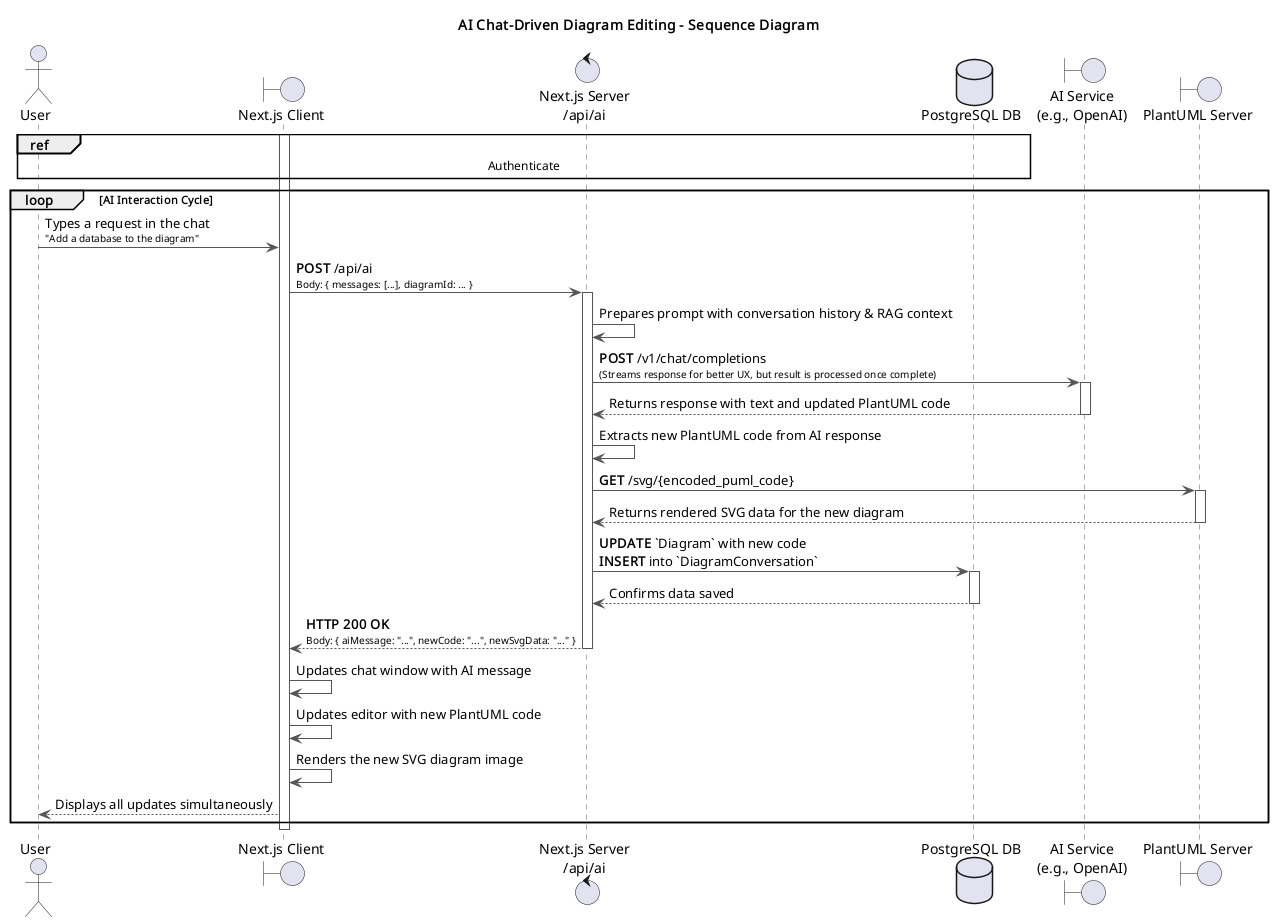 AI Chat-Driven Diagram Editing - Sequence Diagram
User
Next.js Client
Next.js Server
/api/ai
PostgreSQL DB
AI Service
(e.g., OpenAI)
PlantUML Server
ref
Authenticate
loop
[AI Interaction Cycle]
Types a request in the chat
"Add a database to the diagram"
POST /api/ai
Body: { messages: [...], diagramId: ... }
Prepares prompt with conversation history & RAG context
POST /v1/chat/completions
(Streams response for better UX, but result is processed once complete)
Returns response with text and updated PlantUML code
Extracts new PlantUML code from AI response
GET /svg/{encoded_puml_code}
Returns rendered SVG data for the new diagram
UPDATE `Diagram` with new code
INSERT into `DiagramConversation`
Confirms data saved
HTTP 200 OK
Body: { aiMessage: "...", newCode: "...", newSvgData: "..." }
Updates chat window with AI message
Updates editor with new PlantUML code
Renders the new SVG diagram image
Displays all updates simultaneously
User
Next.js Client
Next.js Server
/api/ai
PostgreSQL DB
AI Service
(e.g., OpenAI)
PlantUML Server